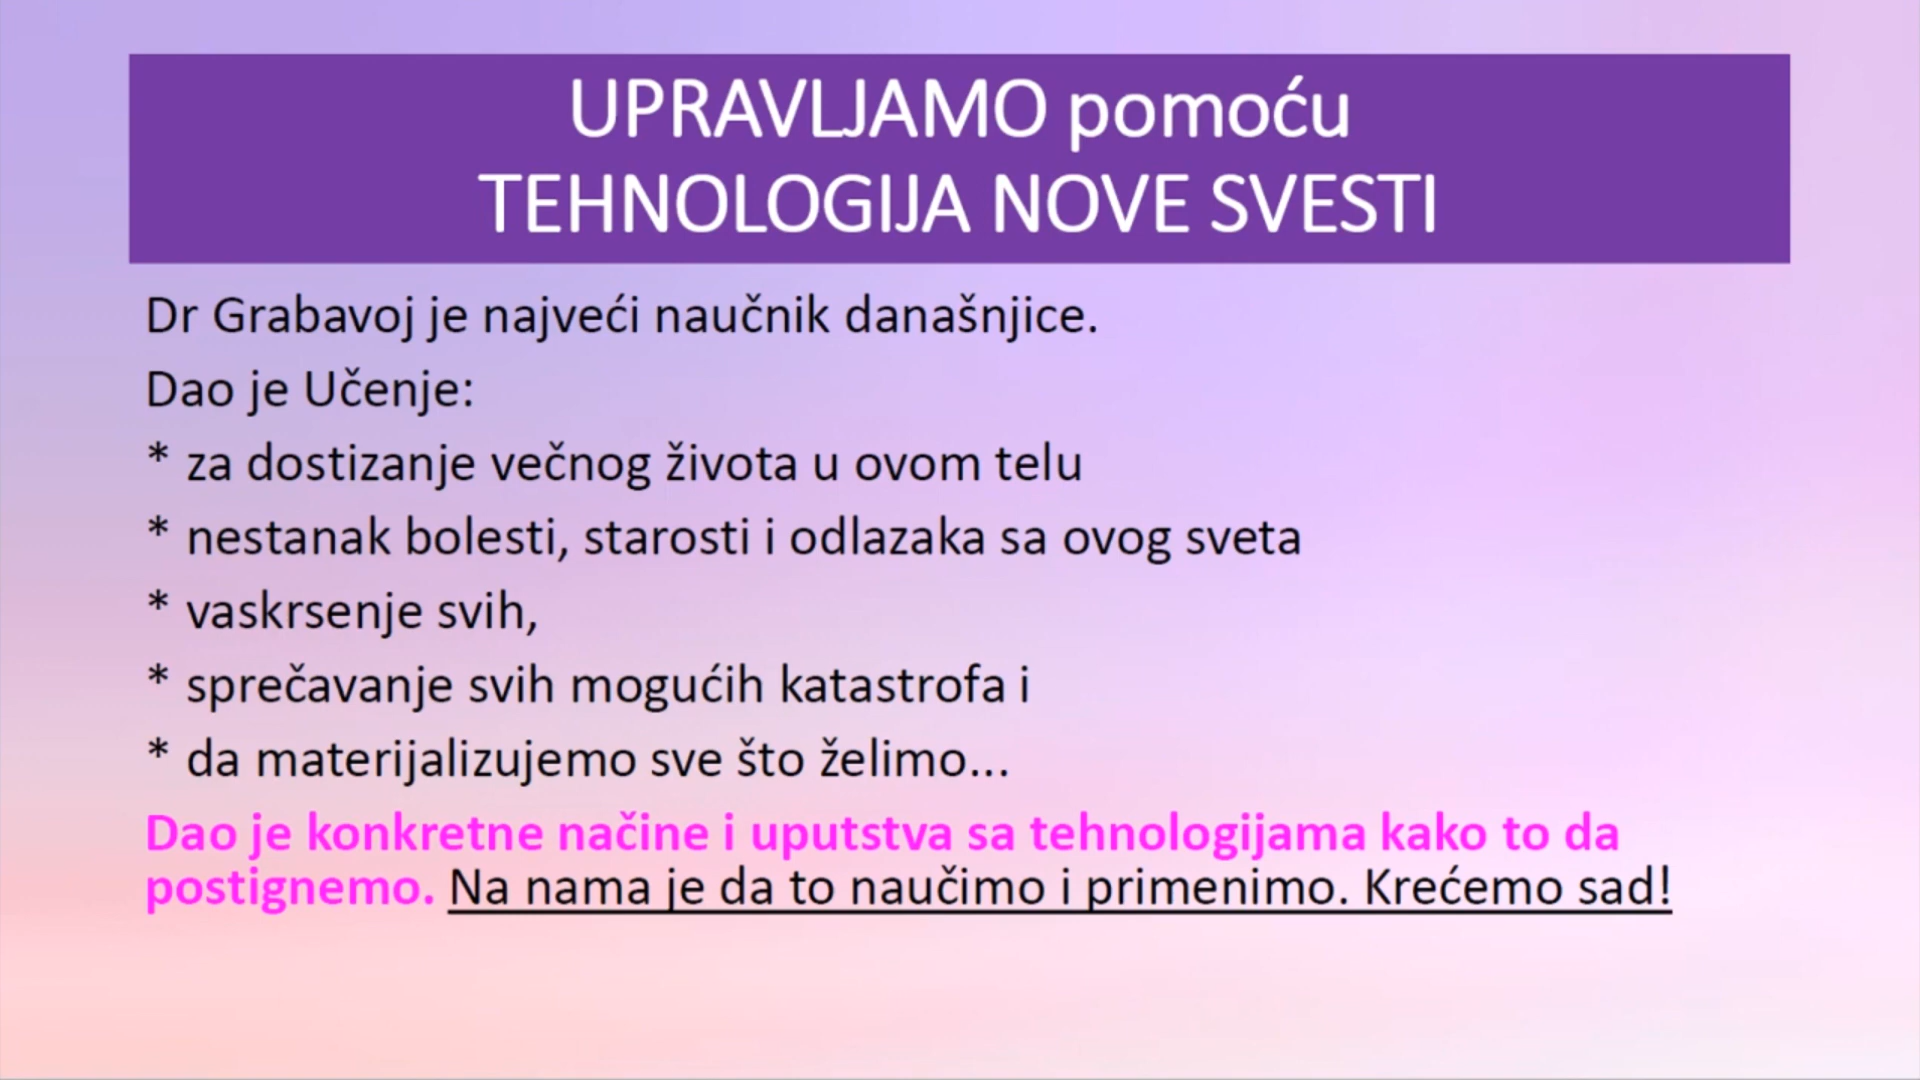 UPRAVLJAMO pomoću
TEHNOLOGIJA NOVE SVESTI
Dr Grabavoj je najveći naučnik današnjice.
Dao je Učenje:
* za dostizanje večnog života u ovom telu
* nestanak bolesti, starosti i odlazaka sa ovog sveta
* vaskrsenje svih,
* sprečavanje svih mogućih katastrofa i
* da materijalizujemo sve što želimo...
Dao je konkretne načine i uputstva sa tehnologijama kako to da
postignemo. Na nama je da to naučimo i primenimo. Krećemo sad!